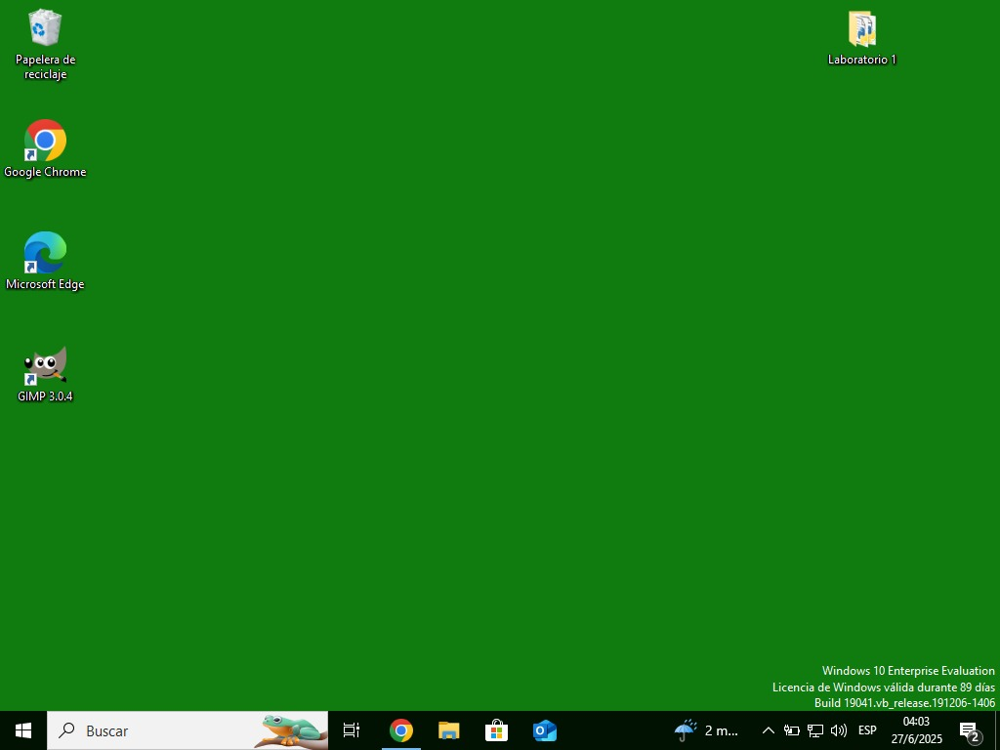 Papelera de
reciclaje
Laboratorio 1
Google Chrome
Microsoft Edge
GIMP 3.0.4
Windows 10 Enterprise Evaluation
Licencia de Windows válida durante 89 días
Build 19041.vb_release.191206-1406
Buscar
2 m...
ESP
04:03
27/6/2025
2